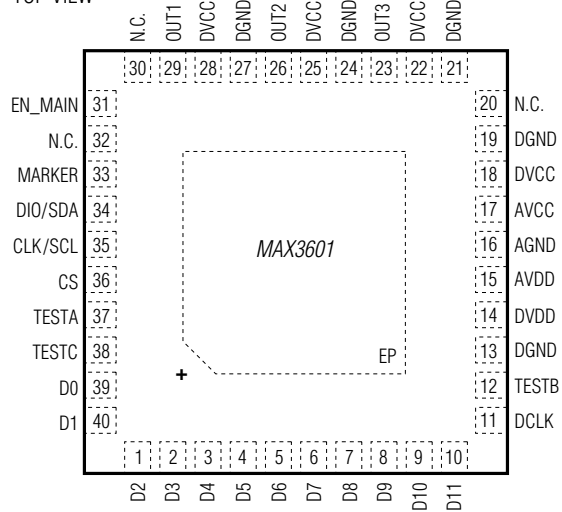 TOP VIEW
N.C. OUT1 DVCC DGND OUT2 DVCC DGND OUT3 DVCC DGND
30 29 28 27 26 25 24 23 22 21
EN_MAIN 31
N.C. 32
MARKER 33
DIO/SDA 34
CLK/SCL 35
CS 36
TESTA 37
TESTC 38
D0 39
D1 40
MAX3601
EP
+
20 N.C.
19 DGND
18 DVCC
17 AVCC
16 AGND
15 AVDD
14 DVDD
13 DGND
12 TESTB
11 DCLK
1 2 3 4 5 6 7 8 9 10
D2 D3 D4 D5 D6 D7 D8 D9 D10 D11